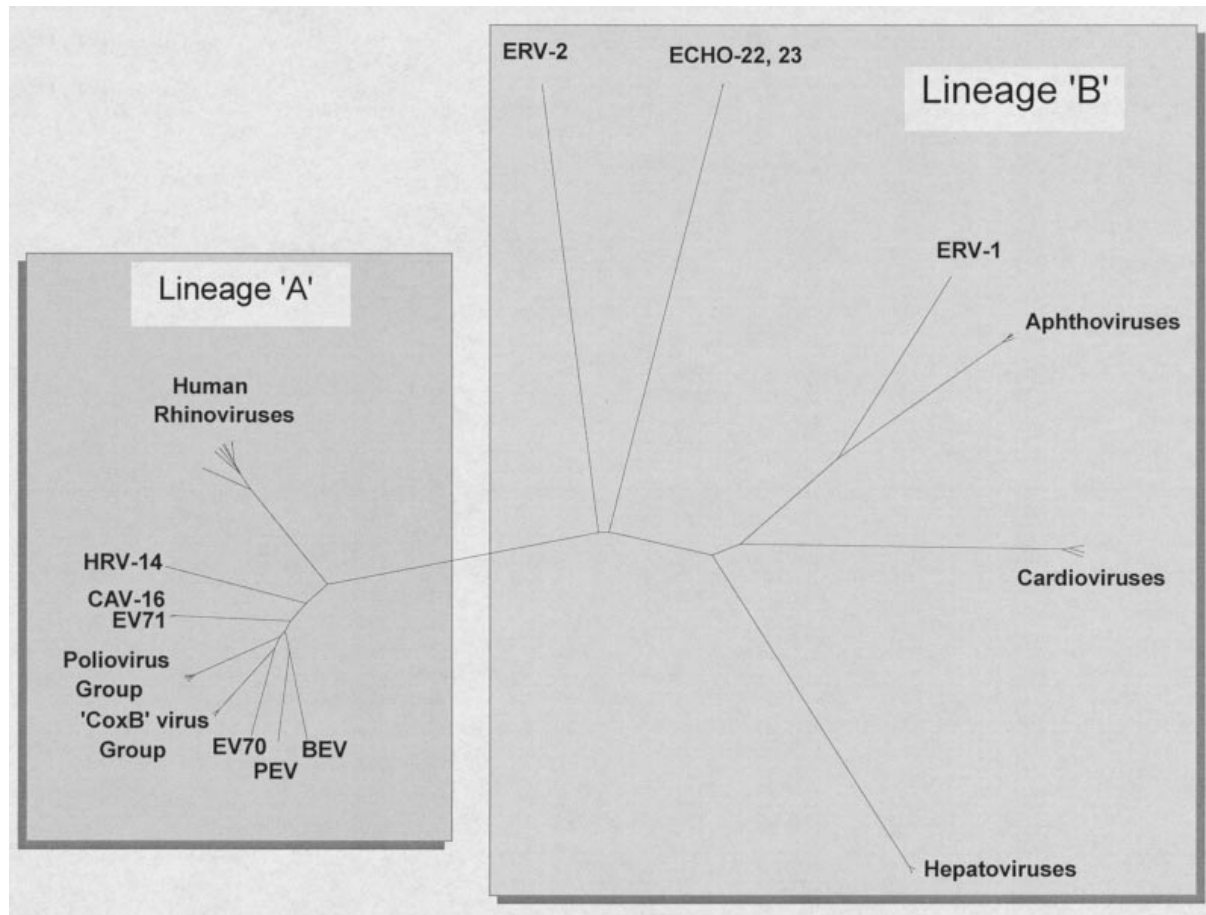 ERV-2
ECHO-22, 23
Lineage 'B'
ERV-1
Aphthoviruses
Cardioviruses
Hepatoviruses
Lineage 'A'
Human
Rhinoviruses
HRV-14
CAV-16
EV71
Poliovirus
Group
'CoxB' virus
Group
EV70
PEV
BEV